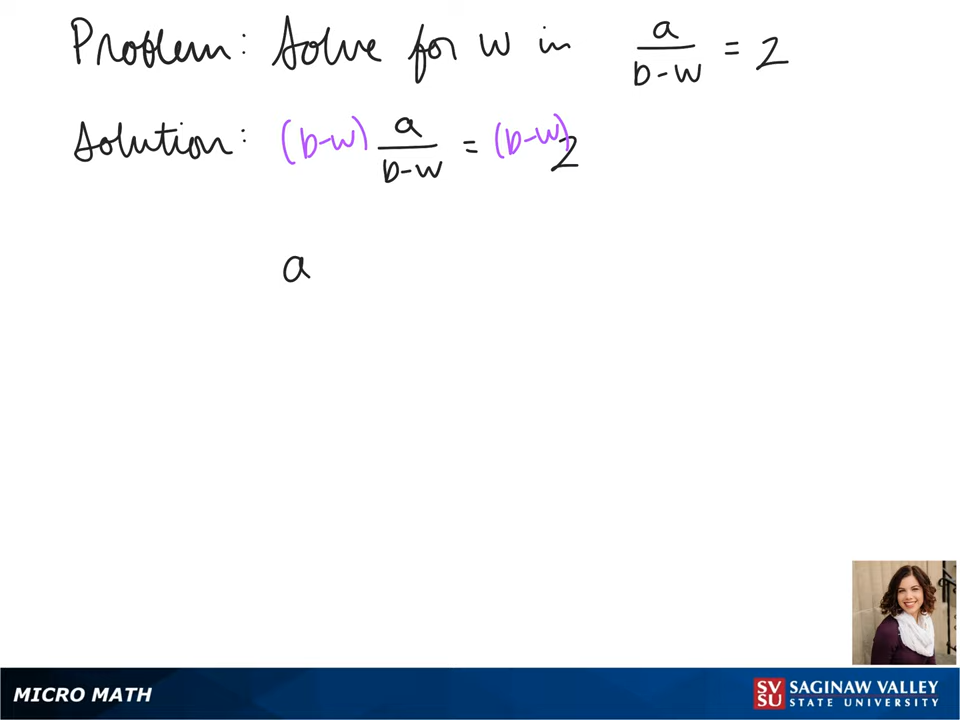 Problem: Solve for w in a/(b-w) = 2
Solution: (b-w) a/(b-w) = (b-w) 2
a
MICRO MATH
SV SU SAGINAW VALLEY STATE UNIVERSITY